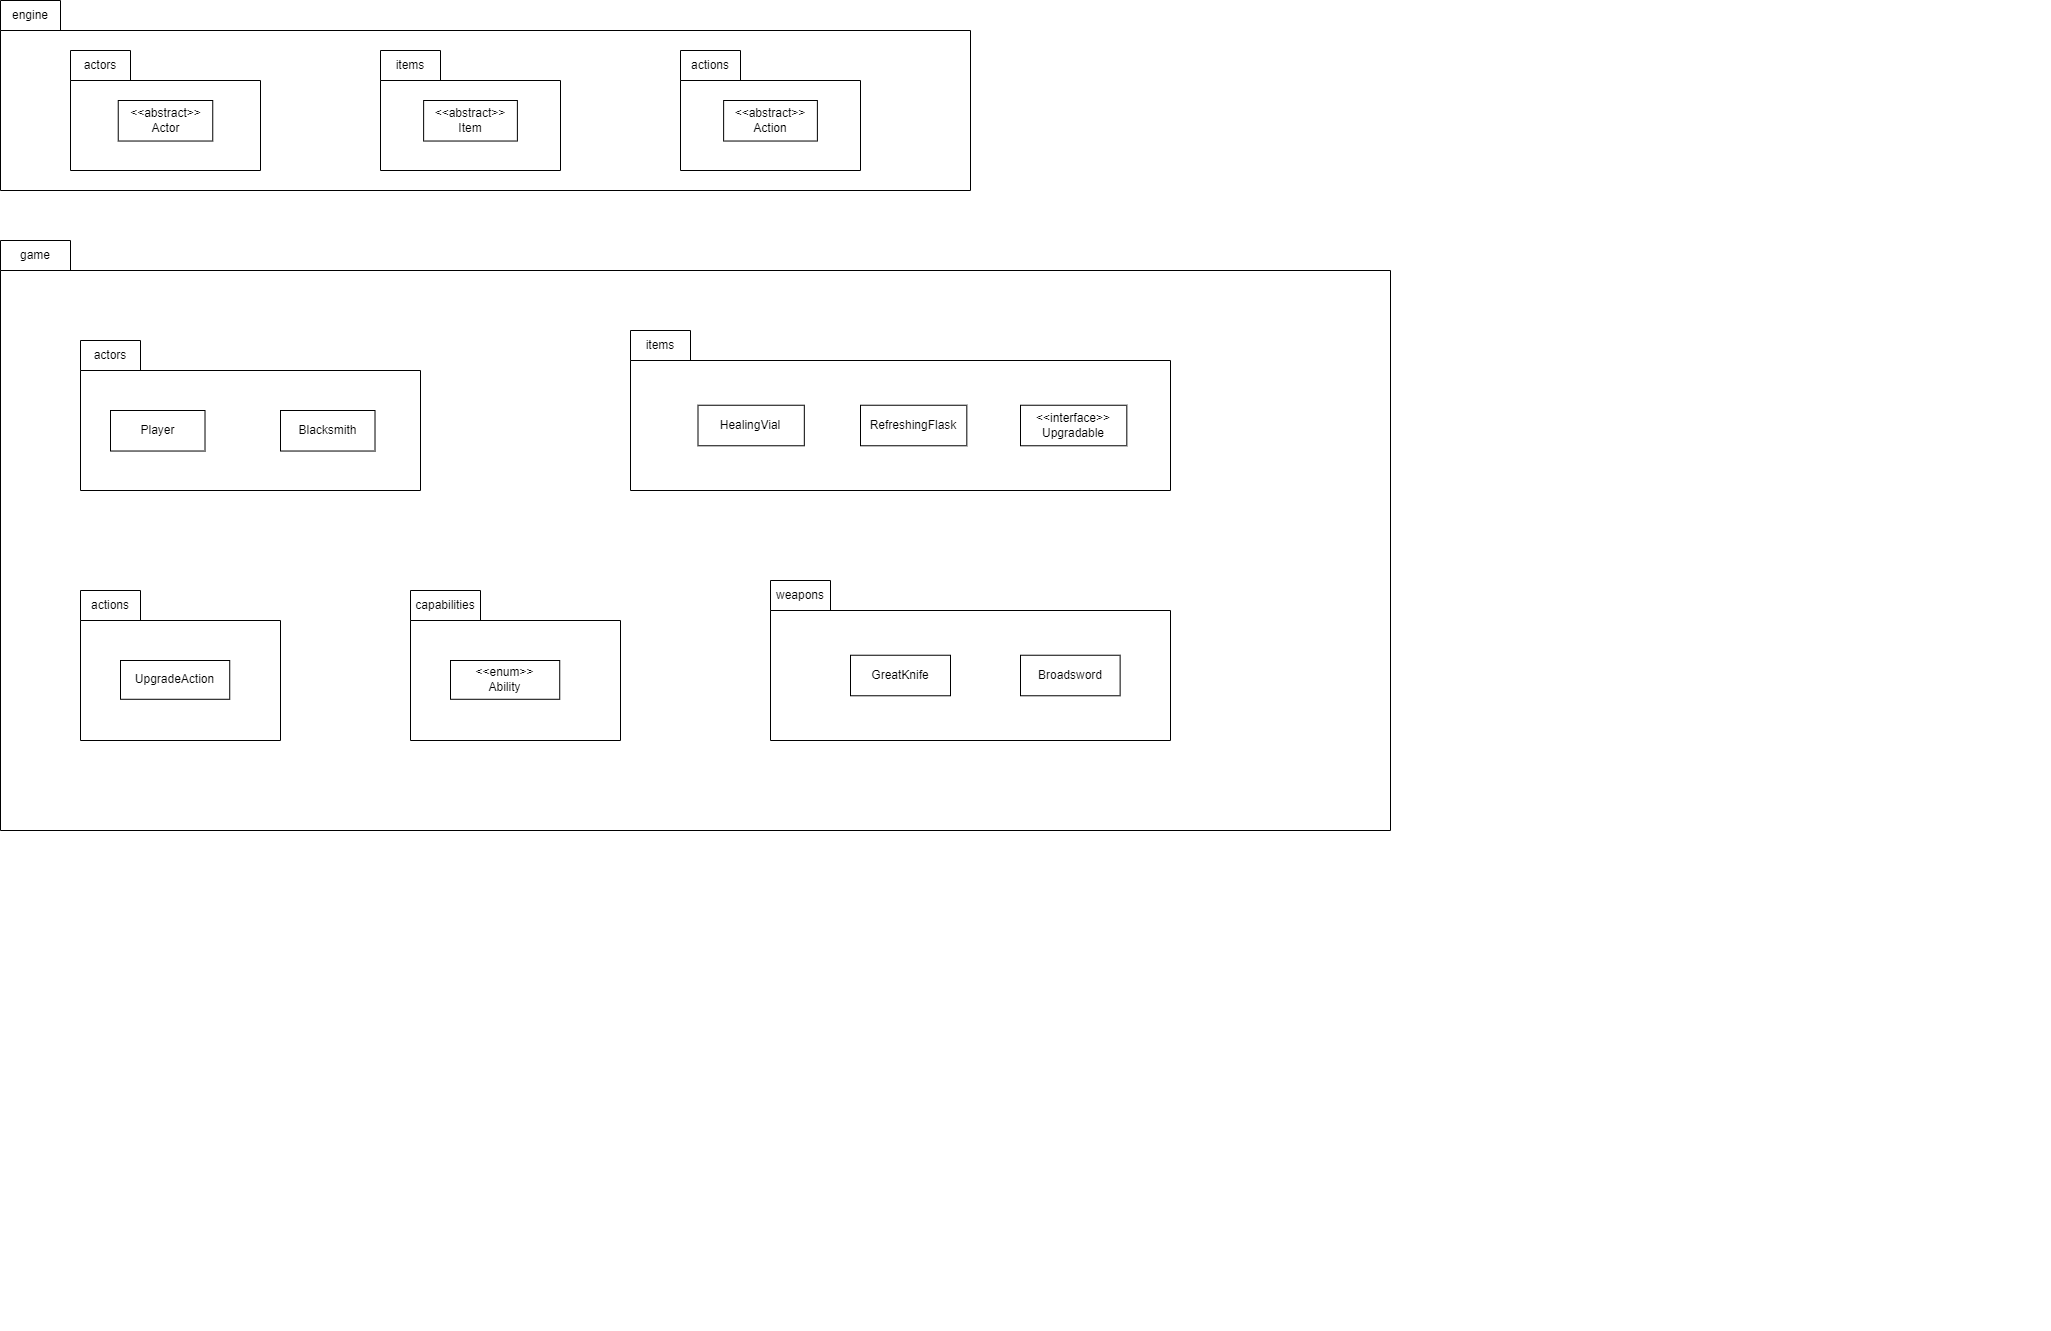 engine
actors
items
actions
<<abstract>>
Actor
<<abstract>>
Item
<<abstract>>
Action
game
actors
items
Player
Blacksmith
HealingVial
RefreshingFlask
<<interface>>
Upgradable
actions
capabilities
weapons
UpgradeAction
<<enum>>
Ability
GreatKnife
Broadsword